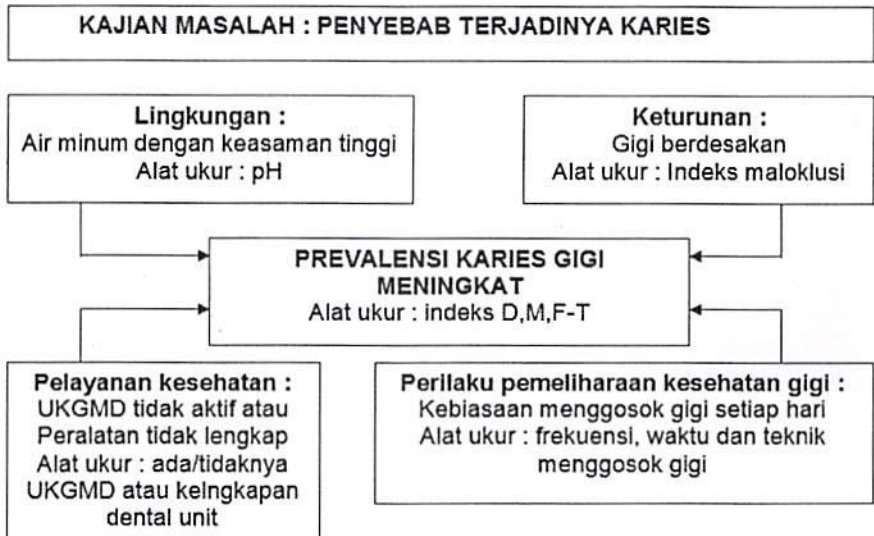 KAJIAN MASALAH : PENYEBAB TERJADINYA KARIES
Lingkungan :
Air minum dengan keasaman tinggi
Alat ukur : pH
Keturunan :
Gigi berdesakan
Alat ukur : Indeks maloklusi
PREVALENSI KARIES GIGI
MENINGKAT
Alat ukur : indeks D,M,F-T
Pelayanan kesehatan :
UKGMD tidak aktif atau
Peralatan tidak lengkap
Alat ukur : ada/tidaknya
UKGMD atau kelngkapan
dental unit
Perilaku pemeliharaan kesehatan gigi :
Kebiasaan menggosok gigi setiap hari
Alat ukur : frekuensi, waktu dan teknik
menggosok gigi